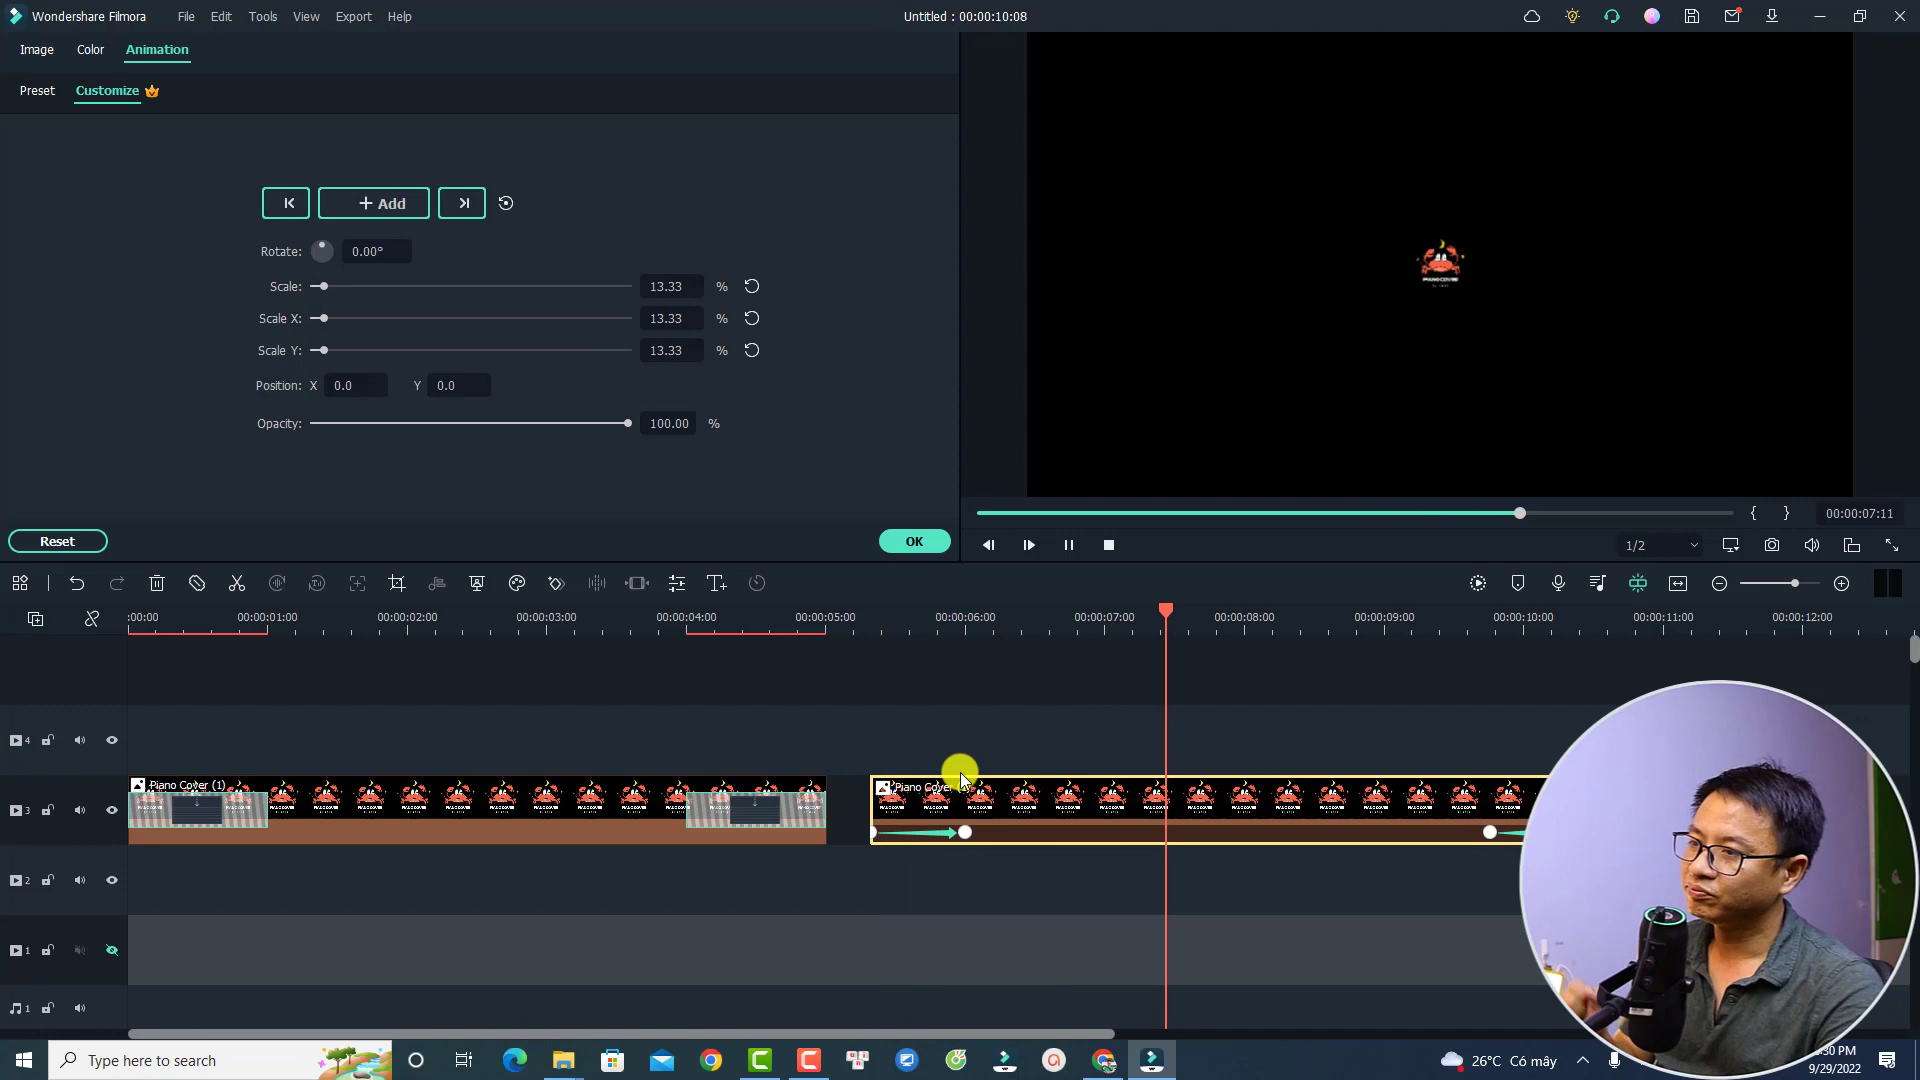 Wondershare Filmora File Edit Tools View Export Help Untitled : 00:00:10:08
Image Color Animation
Preset Customize
Add
Rotate: 0.00°
Scale: 13.33 %
Scale X: 13.33 %
Scale Y: 13.33 %
Position: X 0.0 Y 0.0
Opacity: 100.00 %
Reset OK
PIANO COVER
{ } 00:00:07:11
1/2
:00:00 00:00:01:00 00:00:02:00 00:00:03:00 00:00:04:00 00:00:05:00 00:00:06:00 00:00:07:00 00:00:08:00 00:00:09:00 00:00:10:00 00:00:11:00 00:00:12:00
4
Piano Cover (1)
Piano Cover
3
2
1
1
Type here to search
26°C Có mây
:30 PM
9/29/2022